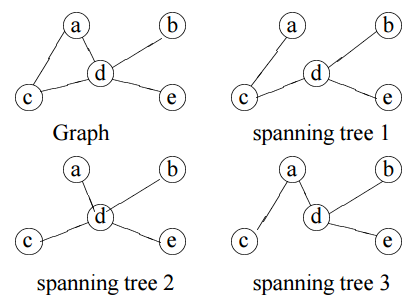 a b a b
d d
c e c e
Graph spanning tree 1
a b a b
d d
c e c e
spanning tree 2 spanning tree 3